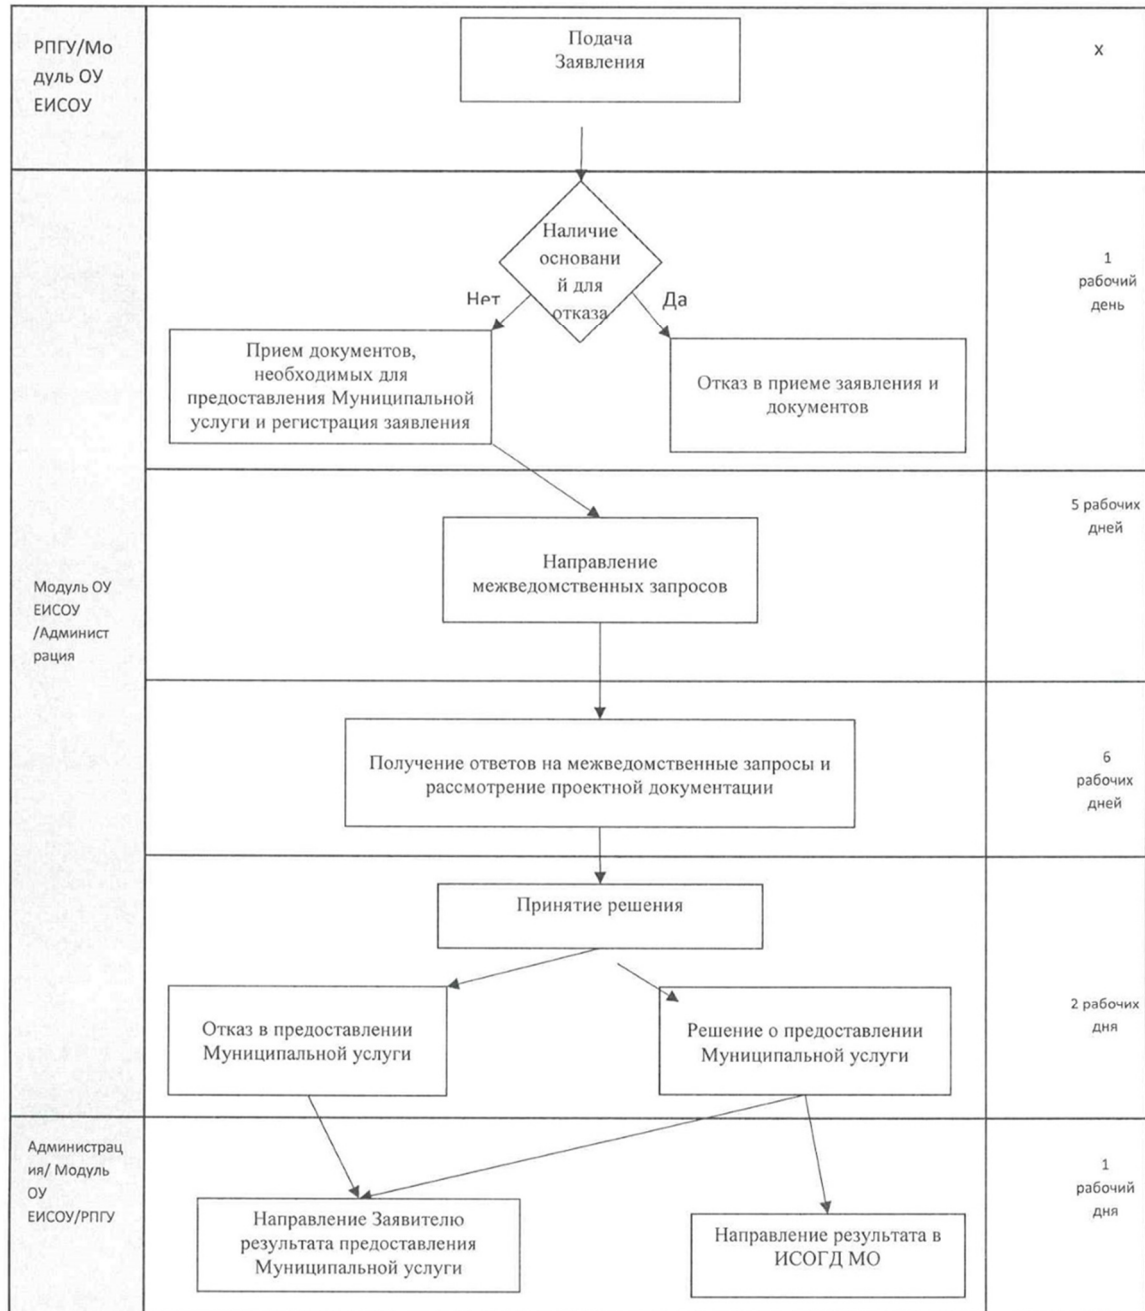 РПГУ/Мо
дуль ОУ
ЕИСОУ
Подача
Заявления
х
Наличие
основани
й для
отказа
Нет
Да
1
рабочий
день
Прием документов,
необходимых для
предоставления Муниципальной
услуги и регистрация заявления
Отказ в приеме заявления и
документов
Модуль ОУ
ЕИСОУ
/Админист
рация
Направление
межведомственных запросов
5 рабочих
дней
Получение ответов на межведомственные запросы и
рассмотрение проектной документации
6
рабочих
дней
Принятие решения
Отказ в предоставлении
Муниципальной услуги
Решение о предоставлении
Муниципальной услуги
2 рабочих
дня
Администрац
ия/ Модуль
ОУ
ЕИСОУ/РПГУ
Направление Заявителю
результата предоставления
Муниципальной услуги
Направление результата в
ИСОГД МО
1
рабочий
дня